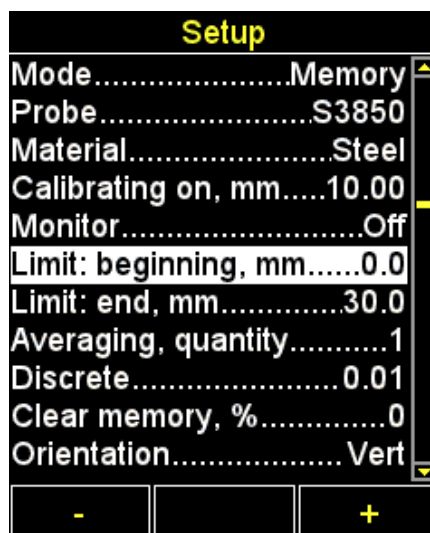 Setup
Mode......................Memory
Probe.......................S3850
Material......................Steel
Calibrating on, mm.....10.00
Monitor..........................Off
Limit: beginning, mm......0.0
Limit: end, mm.............30.0
Averaging, quantity...........1
Discrete...................... 0.01
Clear memory, %..............0
Orientation.................. Vert
- +